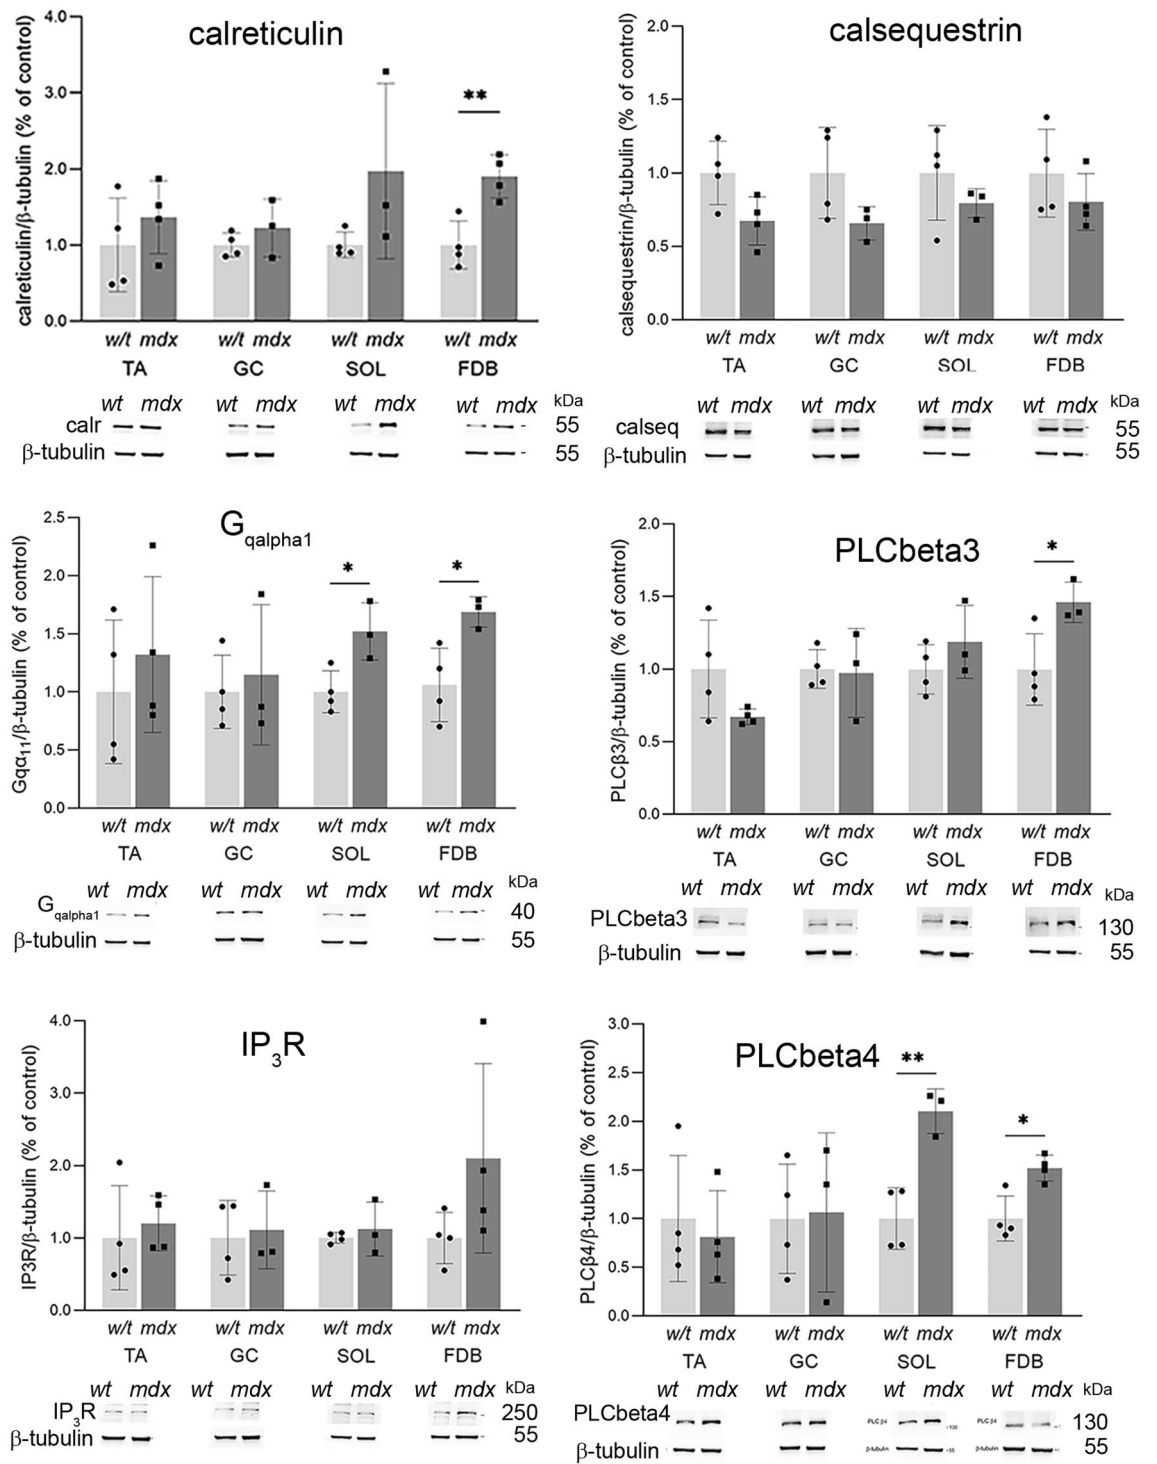 calreticulin
calreticulin/β-tubulin (% of control)
4.0
3.0
2.0
1.0
0.0
**
w/t mdx w/t mdx w/t mdx w/t mdx
TA GC SOL FDB
wt mdx wt mdx wt mdx wt mdx kDa
calr 55
β-tubulin 55
calsequestrin
calsequestrin/β-tubulin (% of control)
2.0
1.5
1.0
0.5
0.0
w/t mdx w/t mdx w/t mdx w/t mdx
TA GC SOL FDB
wt mdx wt mdx wt mdx wt mdx kDa
calseq 55
β-tubulin 55
Gqalpha1
Gqα11/β-tubulin (% of control)
2.5
2.0
1.5
1.0
0.5
0.0
* *
w/t mdx w/t mdx w/t mdx w/t mdx
TA GC SOL FDB
wt mdx wt mdx wt mdx wt mdx kDa
Gqalpha1 40
β-tubulin 55
PLCbeta3
PLCβ3/β-tubulin (% of control)
2.0
1.5
1.0
0.5
0.0
*
w/t mdx w/t mdx w/t mdx w/t mdx
TA GC SOL FDB
wt mdx wt mdx wt mdx wt mdx kDa
PLCbeta3 130
β-tubulin 55
IP3R
IP3R/β-tubulin (% of control)
4.0
3.0
2.0
1.0
0.0
w/t mdx w/t mdx w/t mdx w/t mdx
TA GC SOL FDB
wt mdx wt mdx wt mdx wt mdx kDa
IP3R 250
β-tubulin 55
PLCbeta4
PLCβ4/β-tubulin (% of control)
3.0
2.5
2.0
1.5
1.0
0.5
0.0
** *
w/t mdx w/t mdx w/t mdx w/t mdx
TA GC SOL FDB
wt mdx wt mdx wt mdx wt mdx kDa
PLCbeta4 PLC β4 -130 PLC β4 130
β-tubulin β-tubulin -55 β-tubulin 55